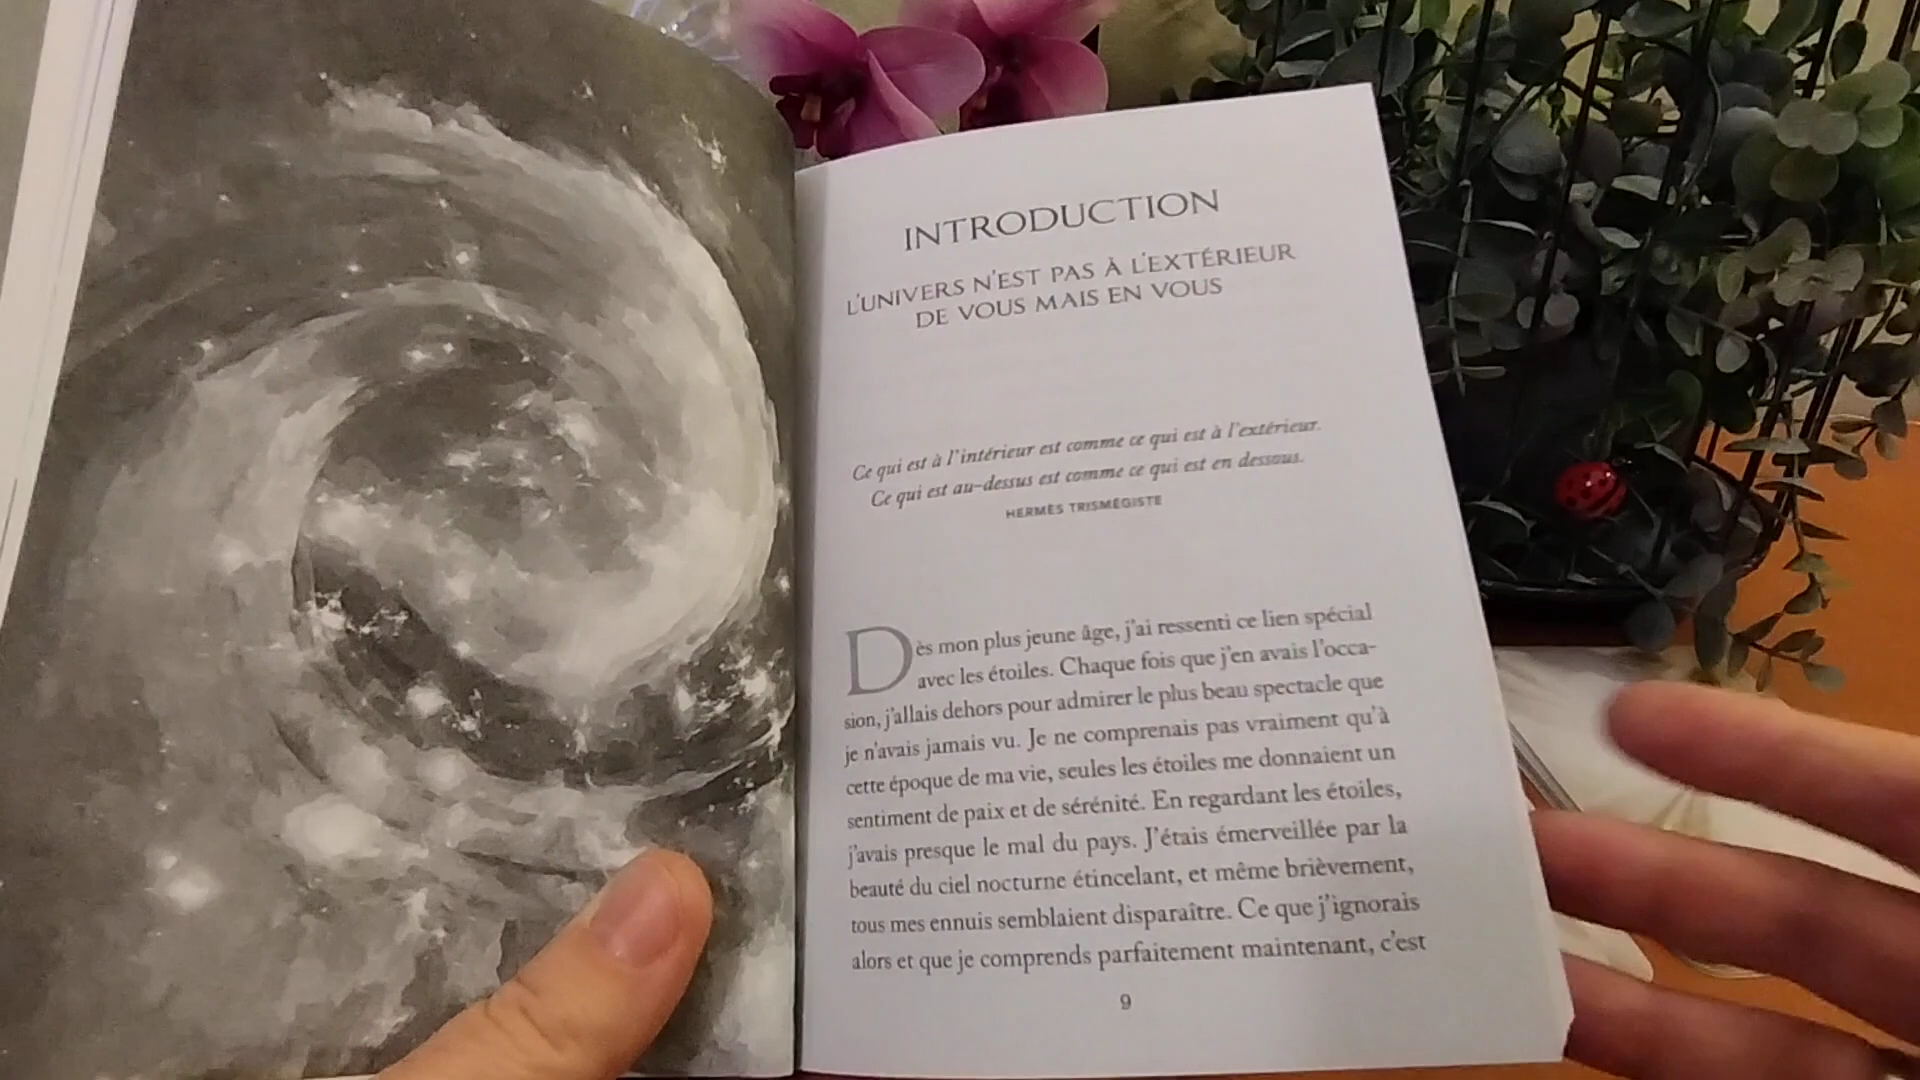 INTRODUCTION
L'UNIVERS N'EST PAS À L'EXTÉRIEUR
DE VOUS MAIS EN VOUS
Ce qui est à l'intérieur est comme ce qui est à l'extérieur.
Ce qui est au-dessus est comme ce qui est en dessous.
HERMÈS TRISMÉGISTE
Dès mon plus jeune âge, j'ai ressenti ce lien spécial
avec les étoiles. Chaque fois que j'en avais l'occa-
sion, j'allais dehors pour admirer le plus beau spectacle que
je n'avais jamais vu. Je ne comprenais pas vraiment qu'à
cette époque de ma vie, seules les étoiles me donnaient un
sentiment de paix et de sérénité. En regardant les étoiles,
j'avais presque le mal du pays. J'étais émerveillée par la
beauté du ciel nocturne étincelant, et même brièvement,
tous mes ennuis semblaient disparaître. Ce que j'ignorais
alors et que je comprends parfaitement maintenant, c'est
9